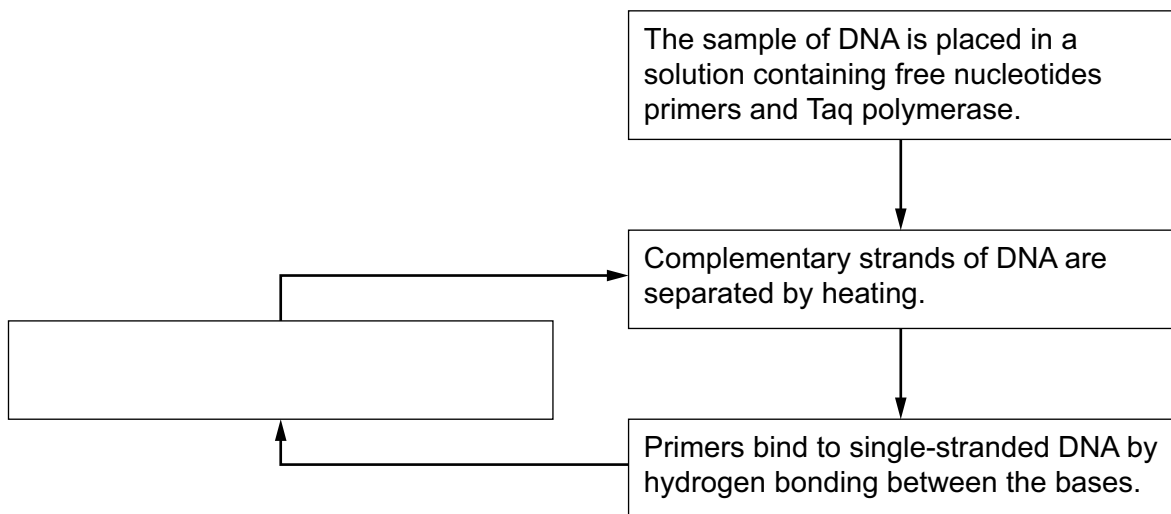 The sample of DNA is placed in a
solution containing free nucleotides
primers and Taq polymerase.
Complementary strands of DNA are
separated by heating.
Primers bind to single-stranded DNA by
hydrogen bonding between the bases.